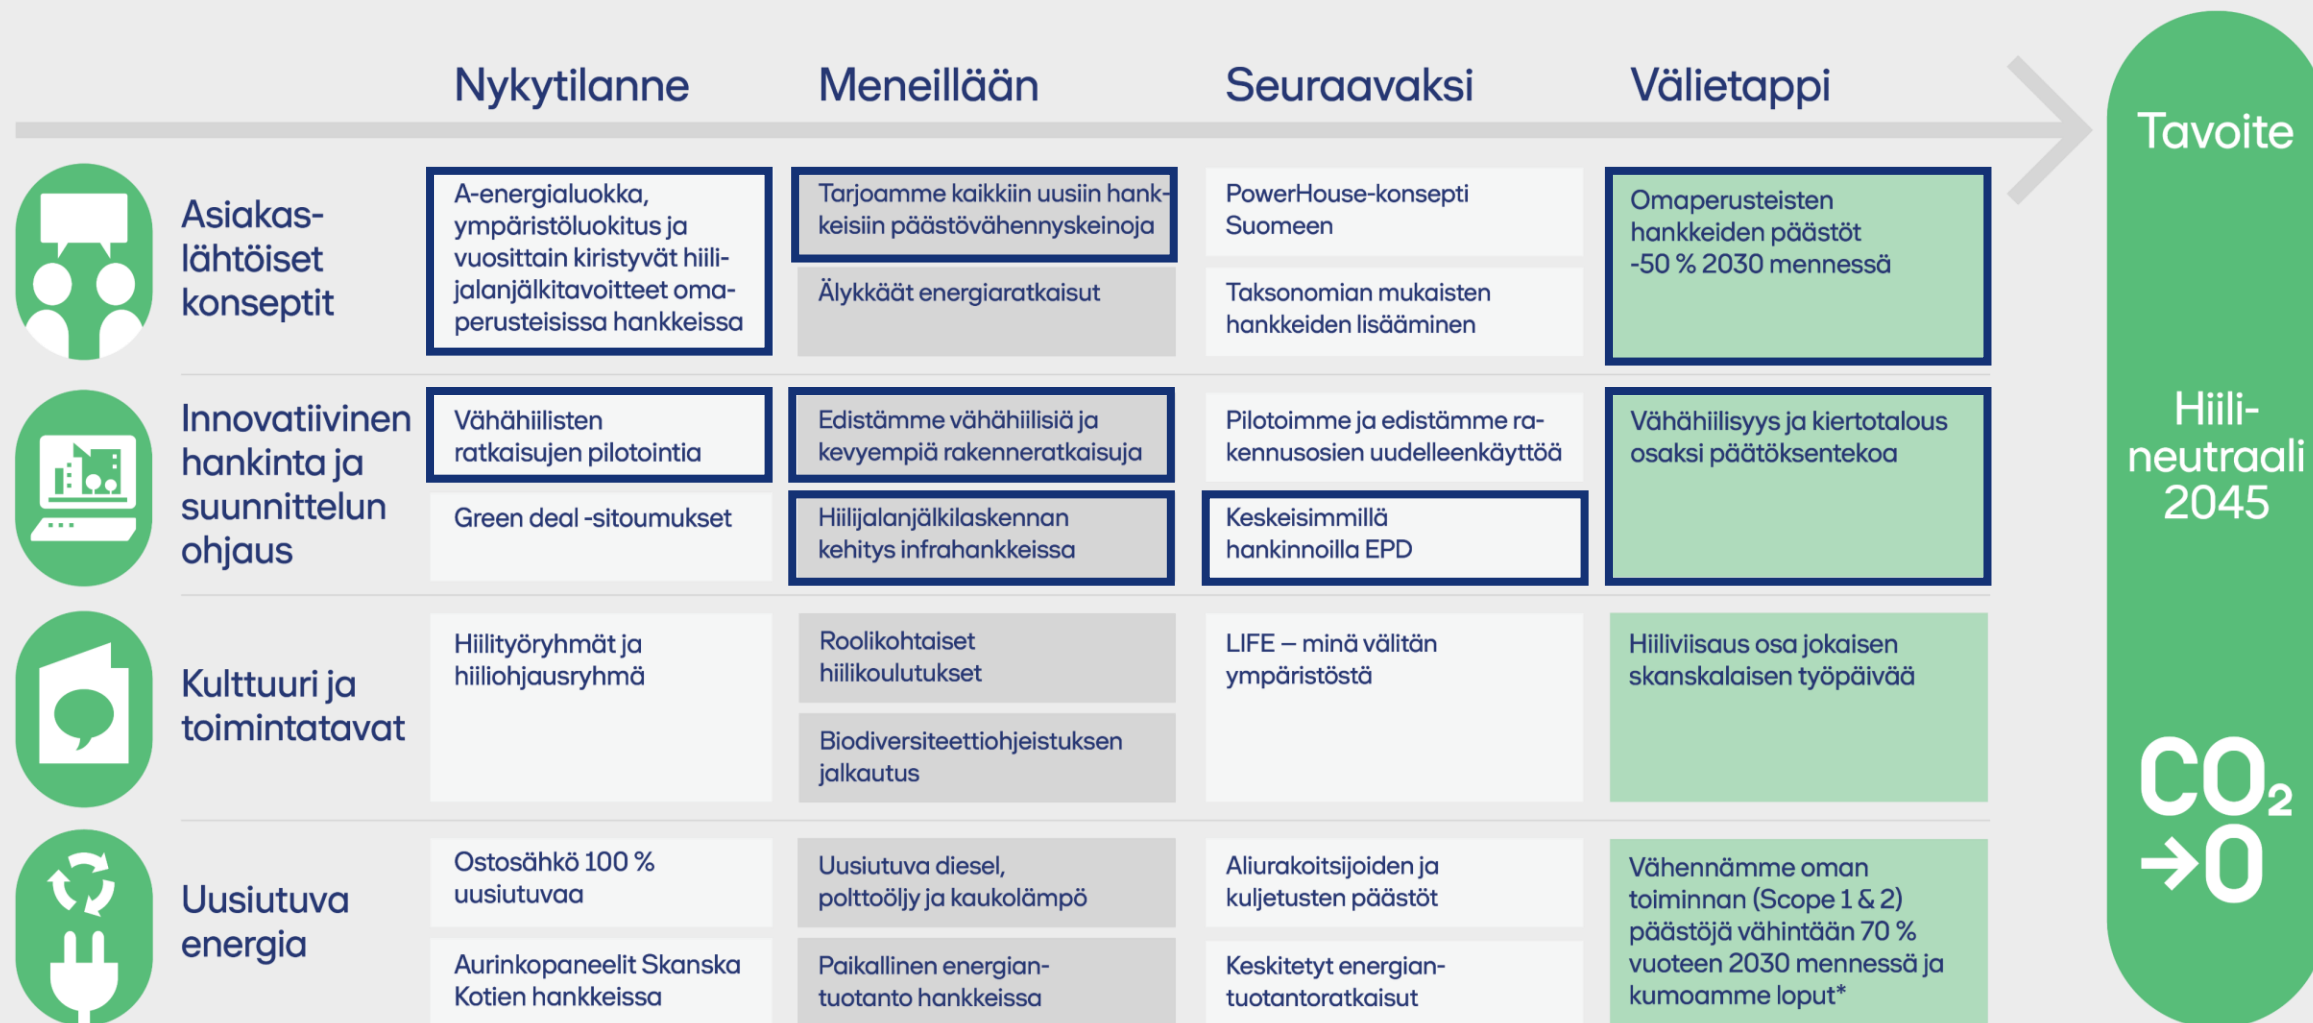 Nykytilanne
Meneillään
Seuraavaksi
Välietappi
Tavoite
Asiakas-
lähtöiset
konseptit
A-energialuokka,
ympäristöluokitus ja
vuosittain kiristyvät hiili-
jalanjälkitavoitteet oma-
perusteisissa hankkeissa
Tarjoamme kaikkiin uusiin hank-
keisiin päästövähennyskeinoja
Älykkäät energiaratkaisut
PowerHouse-konsepti
Suomeen
Taksonomian mukaisten
hankkeiden lisääminen
Omaperusteisten
hankkeiden päästöt
-50 % 2030 mennessä
Innovatiivinen
hankinta ja
suunnittelun
ohjaus
Vähähiilisten
ratkaisujen pilotointia
Green deal -sitoumukset
Edistämme vähähiilisiä ja
kevyempiä rakenneratkaisuja
Hiilijalanjälkilaskennan
kehitys infrahankkeissa
Pilotoimme ja edistämme ra-
kennusosien uudelleenkäyttöä
Keskeisimmillä
hankinnoilla EPD
Vähähiilisyys ja kiertotalous
osaksi päätöksentekoa
Kulttuuri ja
toimintatavat
Hiilityöryhmät ja
hiiliohjausryhmä
Roolikohtaiset
hiilikoulutukset
Biodiversiteettiohjeistuksen
jalkautus
LIFE – minä välitän
ympäristöstä
Hiiliviisaus osa jokaisen
skanskalaisen työpäivää
Uusiutuva
energia
Ostosähkö 100 %
uusiutuvaa
Aurinkopaneelit Skanska
Kotien hankkeissa
Uusiutuva diesel,
polttoöljy ja kaukolämpö
Paikallinen energian-
tuotanto hankkeissa
Aliurakoitsijoiden ja
kuljetusten päästöt
Keskitetyt energian-
tuotantoratkaisut
Vähennämme oman
toiminnan (Scope 1 & 2)
päästöjä vähintään 70 %
vuoteen 2030 mennessä ja
kumoamme loput*
Hiili-
neutraali
2045
CO₂
→0